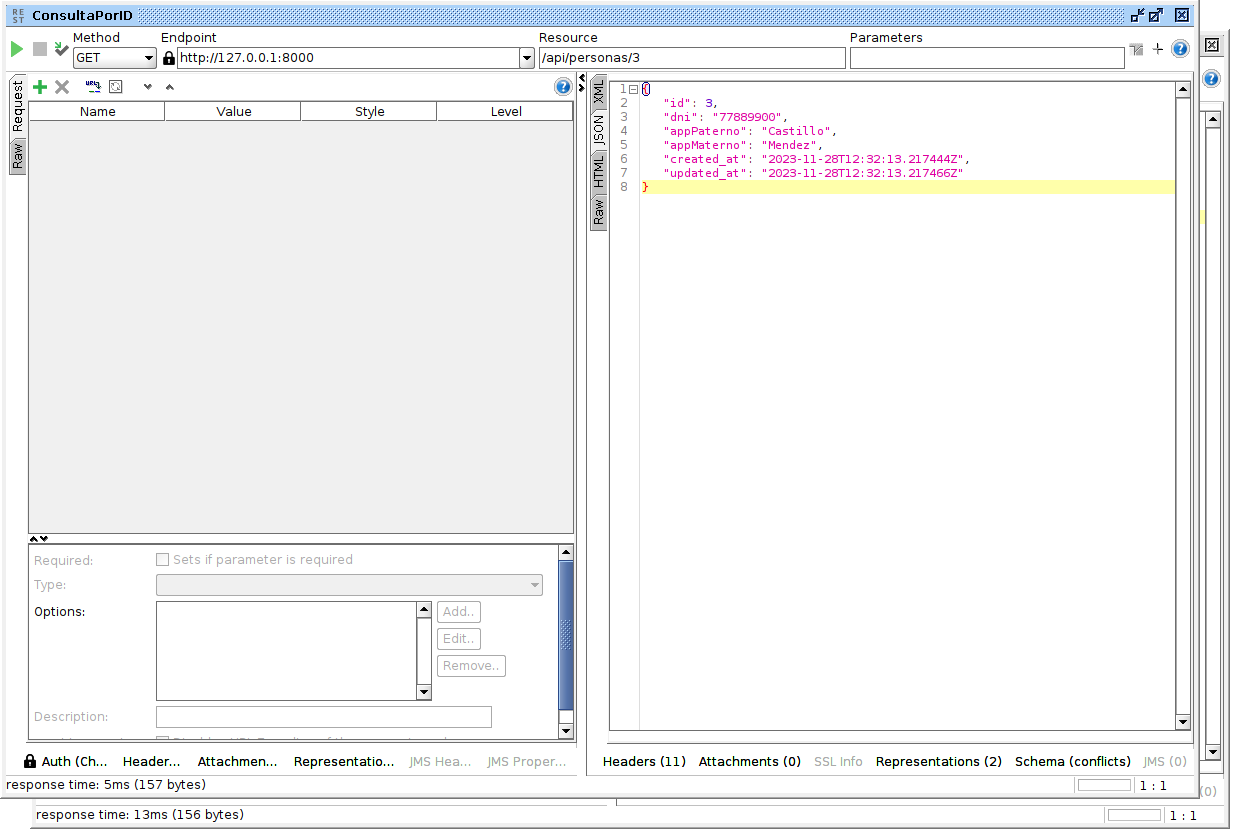 RE
ST
ConsultaPorID
Method
Endpoint
Resource
Parameters
GET
http://127.0.0.1:8000
/api/personas/3
Request
Raw
Name
Value
Style
Level
XML
JSON
HTML
Raw
1 {
2 "id": 3,
3 "dni": "77889900",
4 "appPaterno": "Castillo",
5 "appMaterno": "Mendez",
6 "created_at": "2023-11-28T12:32:13.217444Z",
7 "updated_at": "2023-11-28T12:32:13.217466Z"
8 }
Required:
Sets if parameter is required
Type:
Options:
Add..
Edit..
Remove..
Description:
Auth (Ch...
Header...
Attachmen...
Representatio...
JMS Hea...
JMS Proper...
Headers (11)
Attachments (0)
SSL Info
Representations (2)
Schema (conflicts)
JMS (0)
response time: 5ms (157 bytes)
1 : 1
(0)
response time: 13ms (156 bytes)
1 : 1